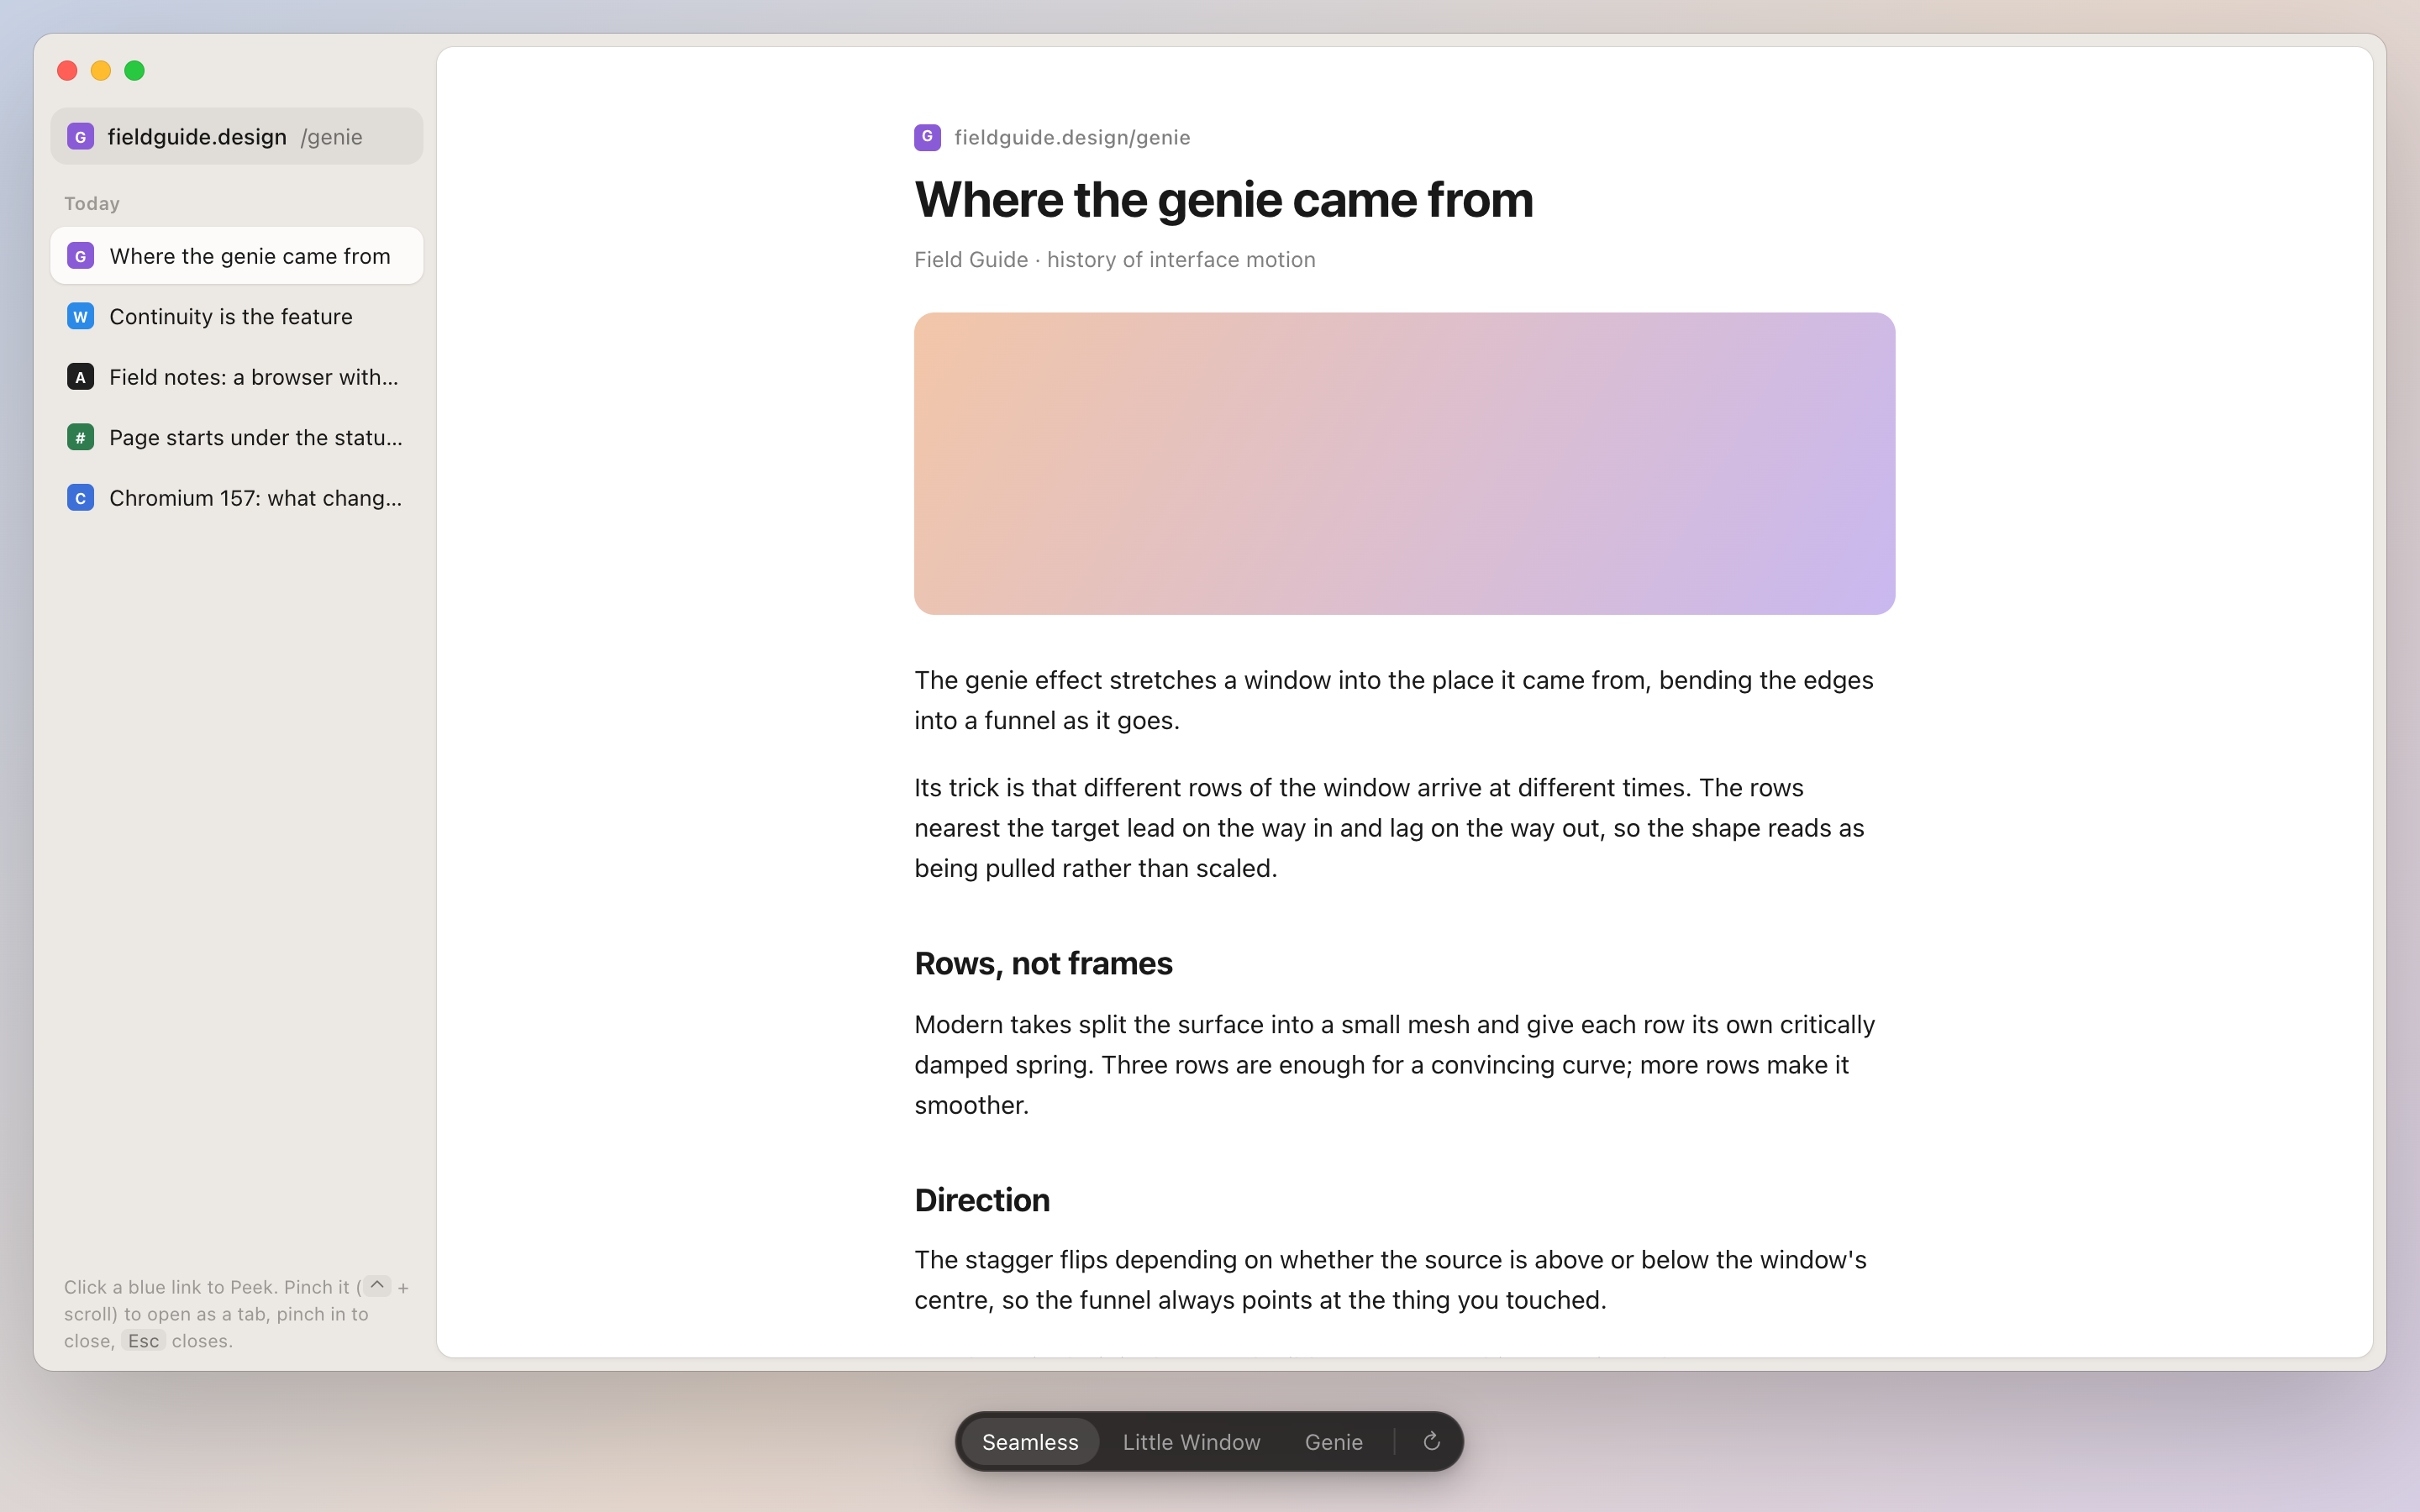 G fieldguide.design /genie
Today
G Where the genie came from
W Continuity is the feature
A Field notes: a browser with...
# Page starts under the statu...
C Chromium 157: what chang...
Click a blue link to Peek. Pinch it (^ +
scroll) to open as a tab, pinch in to
close, Esc closes.
G fieldguide.design/genie
Where the genie came from
Field Guide · history of interface motion
The genie effect stretches a window into the place it came from, bending the edges
into a funnel as it goes.
Its trick is that different rows of the window arrive at different times. The rows
nearest the target lead on the way in and lag on the way out, so the shape reads as
being pulled rather than scaled.
Rows, not frames
Modern takes split the surface into a small mesh and give each row its own critically
damped spring. Three rows are enough for a convincing curve; more rows make it
smoother.
Direction
The stagger flips depending on whether the source is above or below the window's
centre, so the funnel always points at the thing you touched.
Seamless Little Window Genie